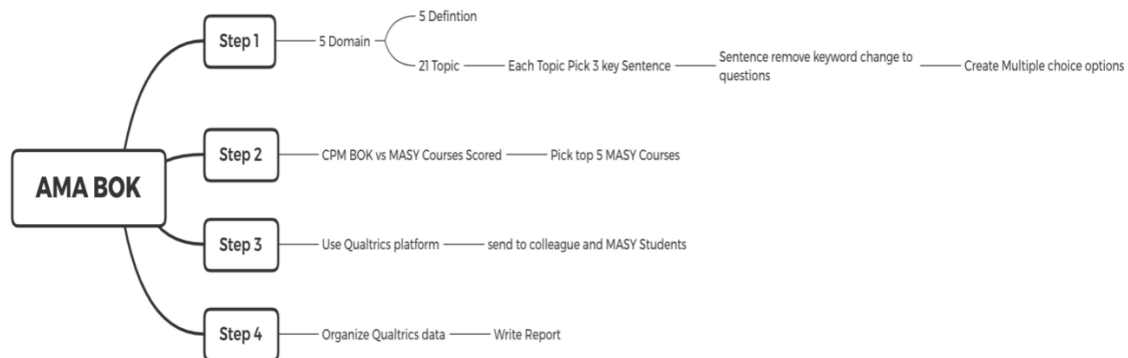 AMA BOK
Step 1
5 Domain
5 Defintion
21 Topic
Each Topic Pick 3 key Sentence
Sentence remove keyword change to
questions
Create Multiple choice options
Step 2
CPM BOK vs MASY Courses Scored
Pick top 5 MASY Courses
Step 3
Use Qualtrics platform
send to colleague and MASY Students
Step 4
Organize Qualtrics data
Write Report